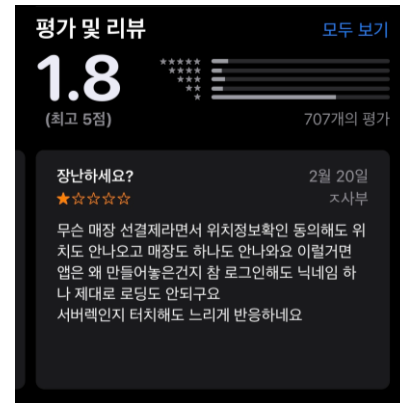 평가 및 리뷰
모두 보기
1.8
(최고 5점)
★★★★★
★★★★
★★★
★★
★
707개의 평가
장난하세요?
2월 20일
★☆☆☆☆
ㅈ사부
무슨 매장 선결제라면서 위치정보확인 동의해도 위
치도 안나오고 매장도 하나도 안나와요 이럴거면
앱은 왜 만들어놓은건지 참 로그인해도 닉네임 하
나 제대로 로딩도 안되구요
서버렉인지 터치해도 느리게 반응하네요